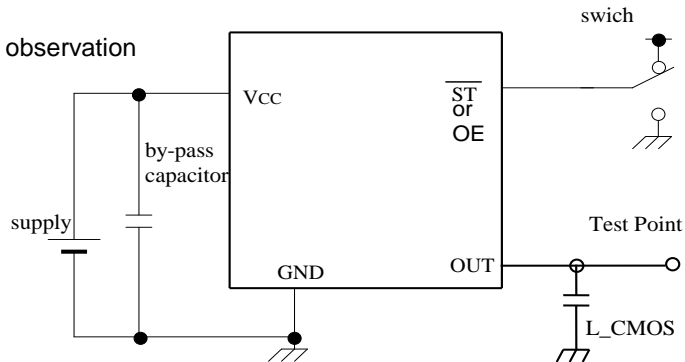 swich
observation
VCC
ST
or
OE
by-pass
capacitor
supply
Test Point
GND
OUT
L_CMOS